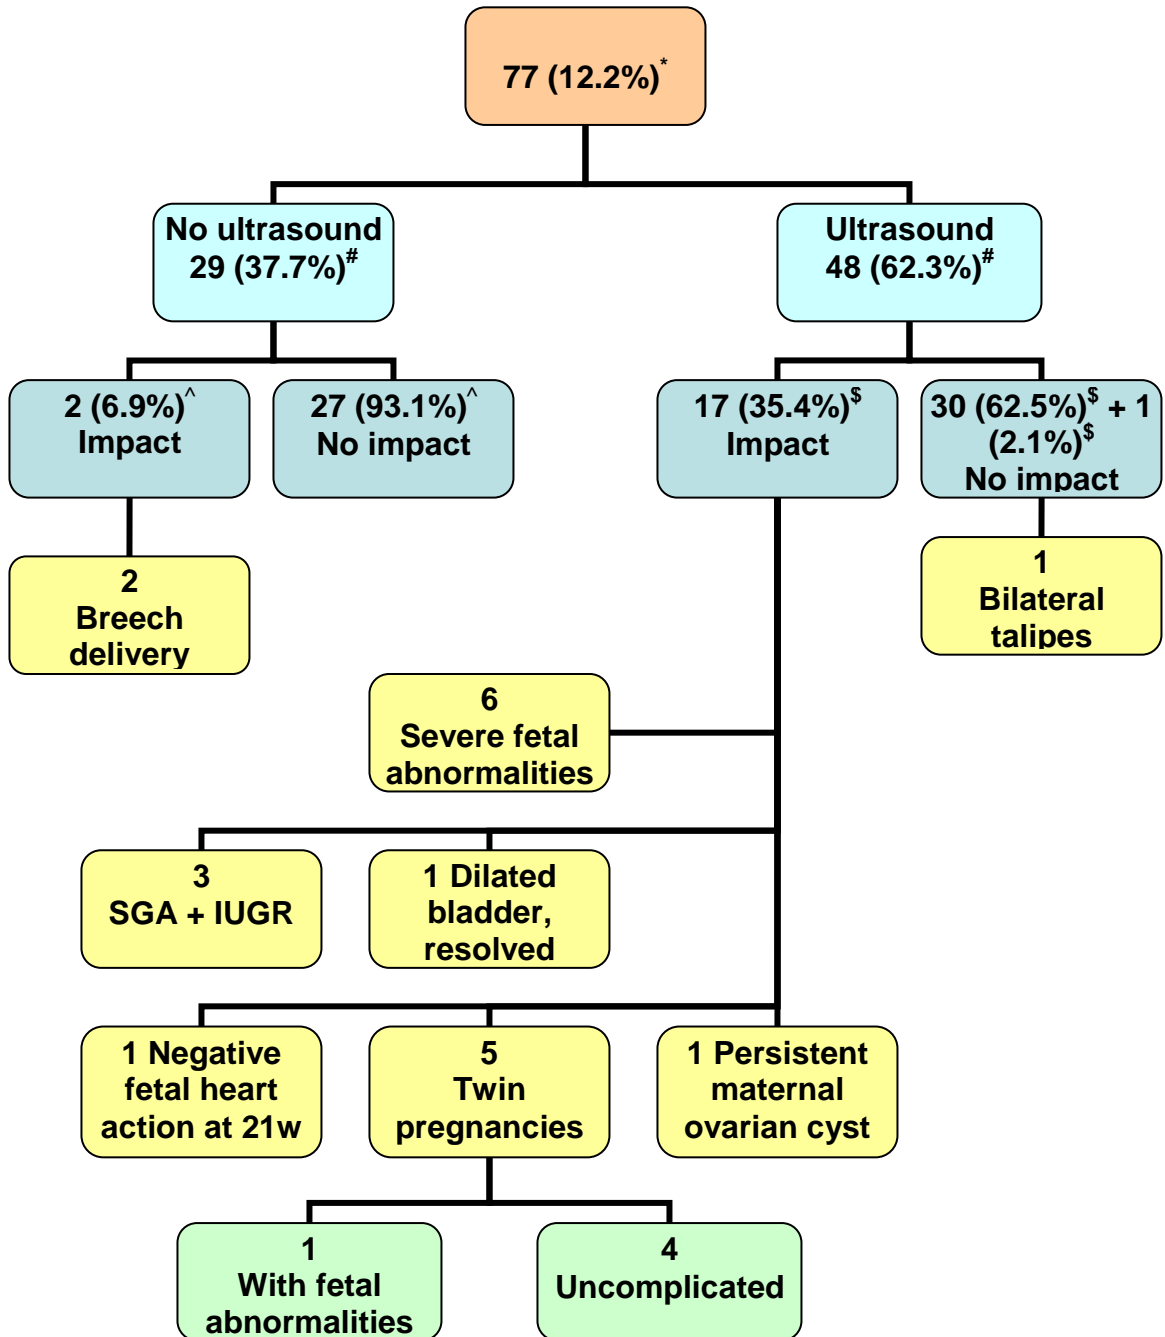 77 (12.2%)*
No ultrasound
29 (37.7%)#
Ultrasound
48 (62.3%)#
2 (6.9%)^
Impact
27 (93.1%)^
No impact
17 (35.4%)$
Impact
30 (62.5%)$ + 1
(2.1%)$
No impact
2
Breech
delivery
1
Bilateral
talipes
6
Severe fetal
abnormalities
3
SGA + IUGR
1 Dilated
bladder,
resolved
1 Negative
fetal heart
action at 21w
5
Twin
pregnancies
1 Persistent
maternal
ovarian cyst
1
With fetal
abnormalities
4
Uncomplicated